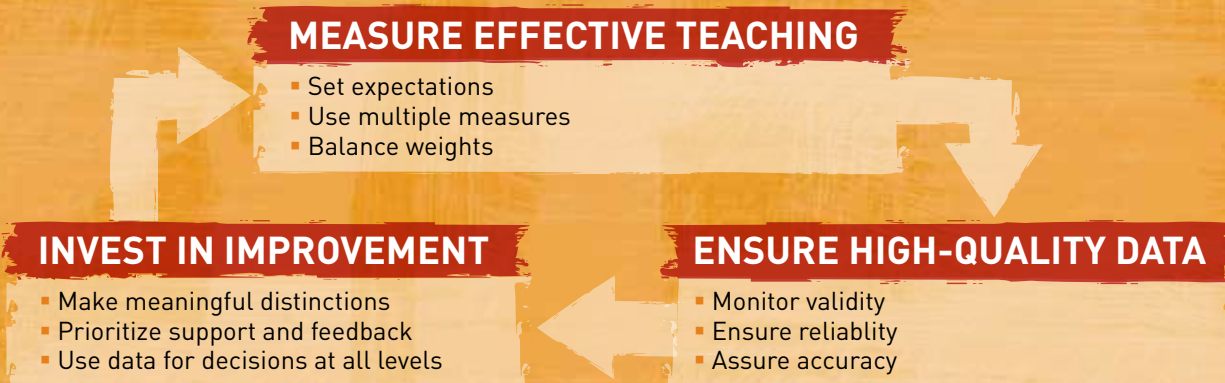 MEASURE EFFECTIVE TEACHING
▪ Set expectations
▪ Use multiple measures
▪ Balance weights
INVEST IN IMPROVEMENT
▪ Make meaningful distinctions
▪ Prioritize support and feedback
▪ Use data for decisions at all levels
ENSURE HIGH-QUALITY DATA
▪ Monitor validity
▪ Ensure reliablity
▪ Assure accuracy